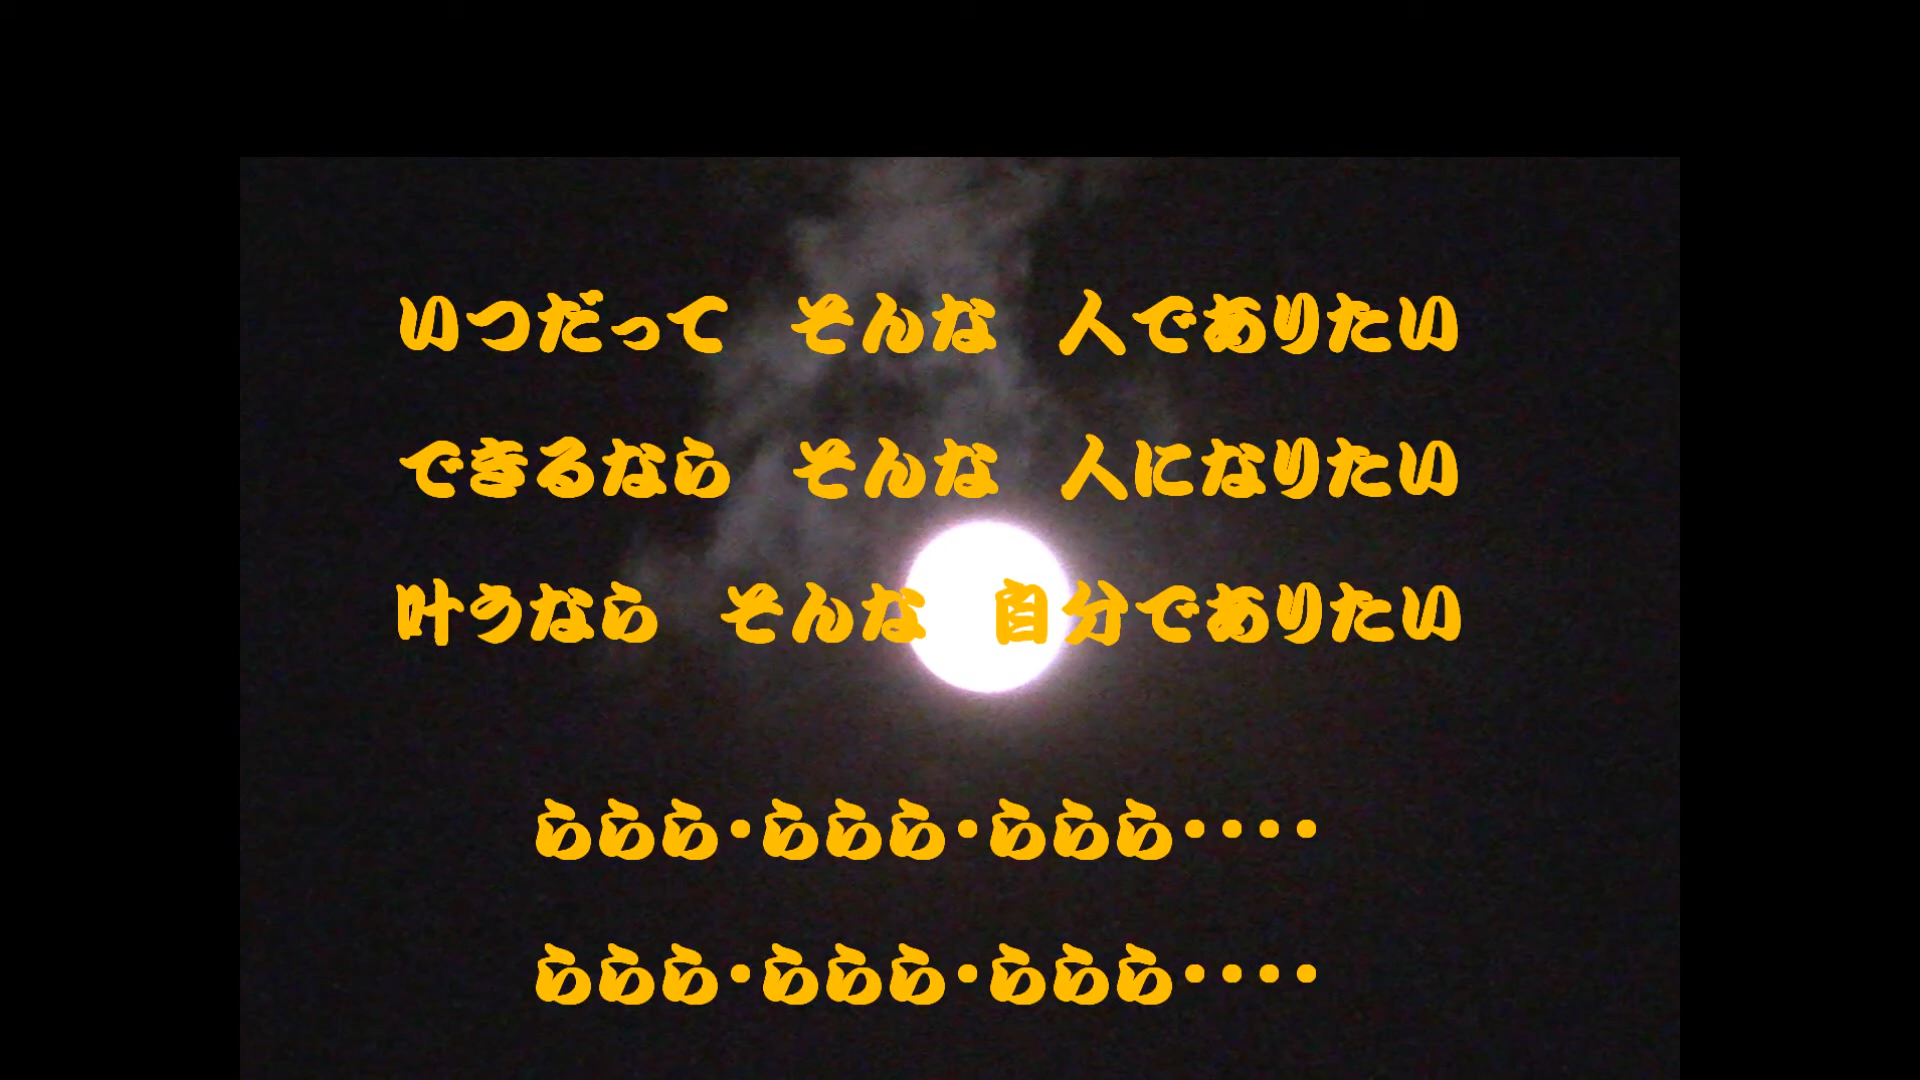 いつだって　そんな　人でありたい
できるなら　そんな　人になりたい
叶うなら　そんな　自分でありたい
ららら・ららら・ららら・・・・
ららら・ららら・ららら・・・・